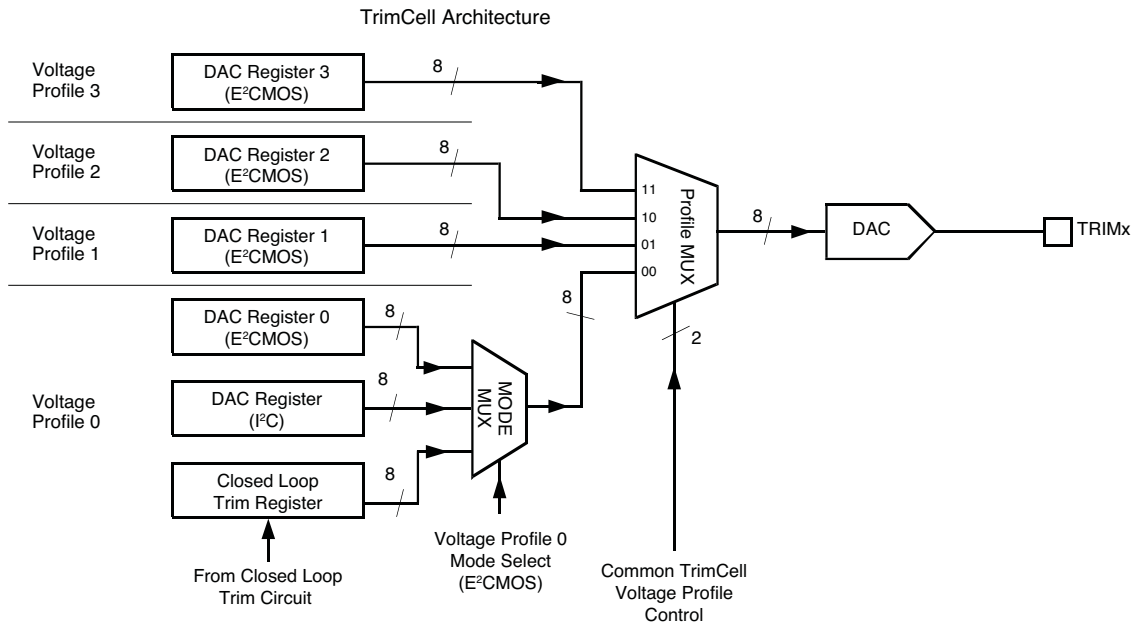 TrimCell Architecture
Voltage
Profile 3
DAC Register 3
(E²CMOS)
8
Voltage
Profile 2
DAC Register 2
(E²CMOS)
8
Voltage
Profile 1
DAC Register 1
(E²CMOS)
8
11
10
01
00
Profile MUX
8
DAC
TRIMx
Voltage
Profile 0
DAC Register 0
(E²CMOS)
8
DAC Register
(I²C)
8
Closed Loop
Trim Register
8
MODE
MUX
8
2
From Closed Loop
Trim Circuit
Voltage Profile 0
Mode Select
(E²CMOS)
Common TrimCell
Voltage Profile
Control